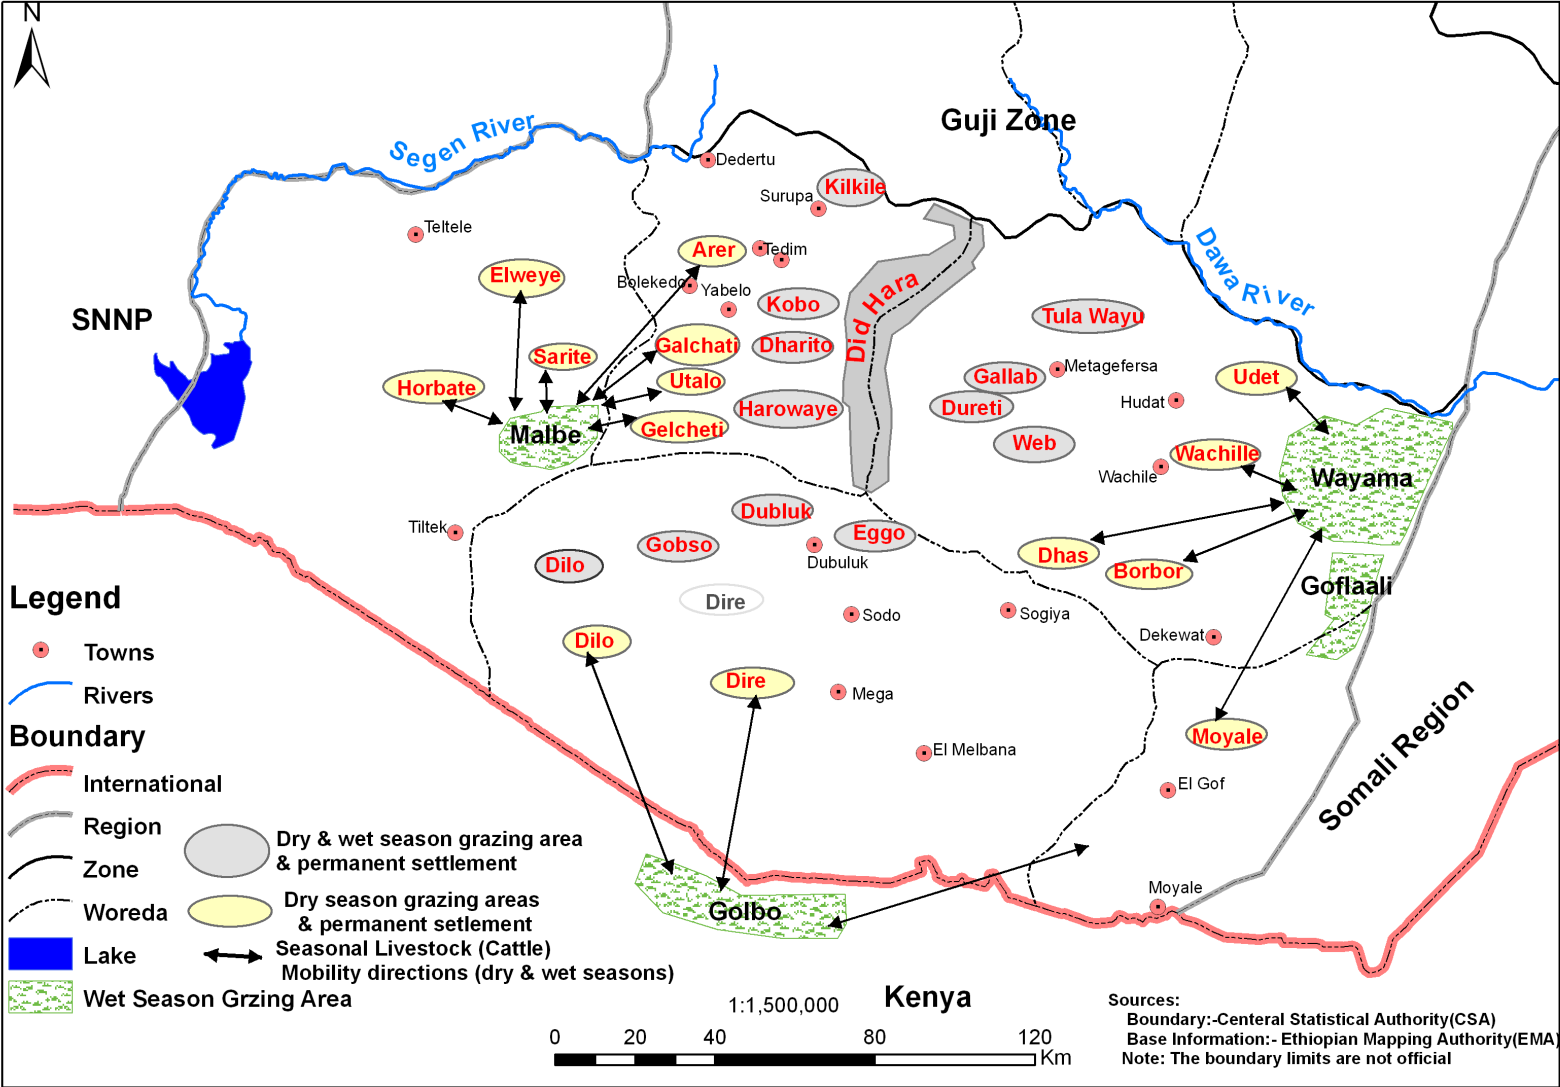 N
Guji Zone
Segen River
Dedertu
Kilkile
Surupa
Teltele
Dawa River
Arer
Tedim
Elweye
Bolekedo
Yabelo
Kobo
Did Hara
SNNP
Tula Wayu
Galchati
Dharito
Sarite
Metagefersa
Horbate
Utalo
Gallab
Udet
Harowaye
Dureti
Hudat
Malbe
Gelcheti
Web
Wachille
Wachile
Wayama
Dubluk
Tiltek
Gobso
Eggo
Dilo
Dubuluk
Dhas
Borbor
Goflaali
Dire
Sodo
Sogiya
Dekewat
Dilo
Dire
Mega
Moyale
El Melbana
El Gof
Somali Region
Moyale
Golbo
Kenya
Legend
Towns
Rivers
Boundary
International
Region
Zone
Woreda
Lake
Wet Season Grzing Area
Dry & wet season grazing area
& permanent settlement
Dry season grazing areas
& permanent setlement
Seasonal Livestock (Cattle)
Mobility directions (dry & wet seasons)
1:1,500,000
0 20 40 80 120
Km
Sources:
Boundary:-Centeral Statistical Authority(CSA)
Base Information:- Ethiopian Mapping Authority(EMA)
Note: The boundary limits are not official